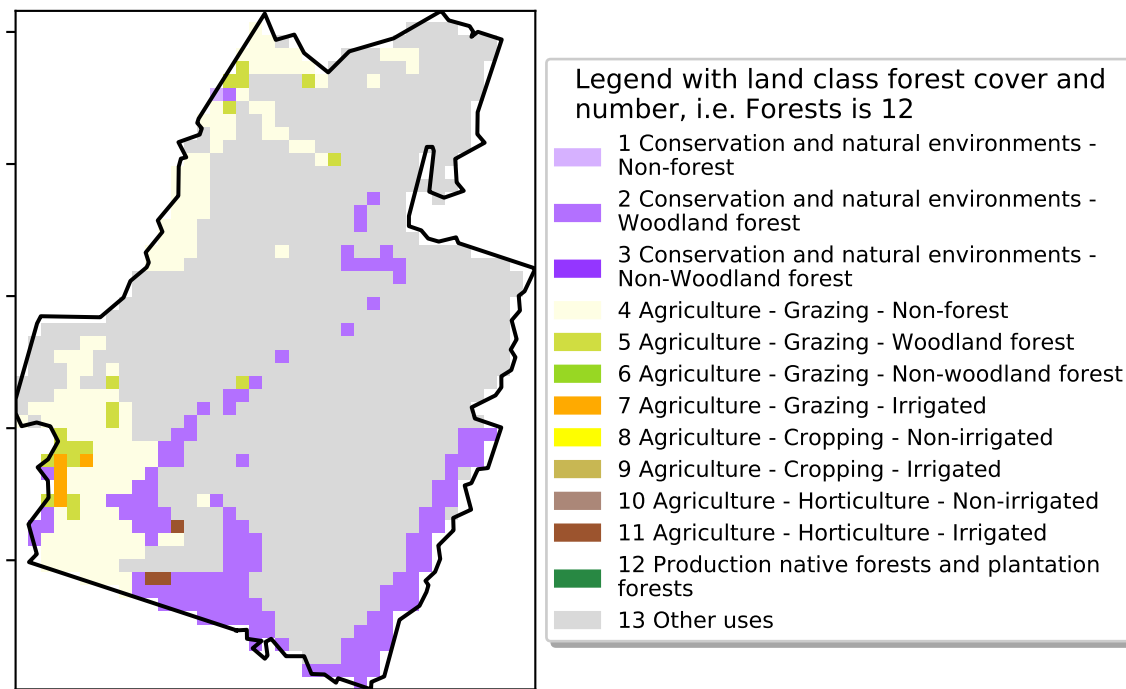 Legend with land class forest cover and
number, i.e. Forests is 12
1 Conservation and natural environments -
Non-forest
2 Conservation and natural environments -
Woodland forest
3 Conservation and natural environments -
Non-Woodland forest
4 Agriculture - Grazing - Non-forest
5 Agriculture - Grazing - Woodland forest
6 Agriculture - Grazing - Non-woodland forest
7 Agriculture - Grazing - Irrigated
8 Agriculture - Cropping - Non-irrigated
9 Agriculture - Cropping - Irrigated
10 Agriculture - Horticulture - Non-irrigated
11 Agriculture - Horticulture - Irrigated
12 Production native forests and plantation
forests
13 Other uses